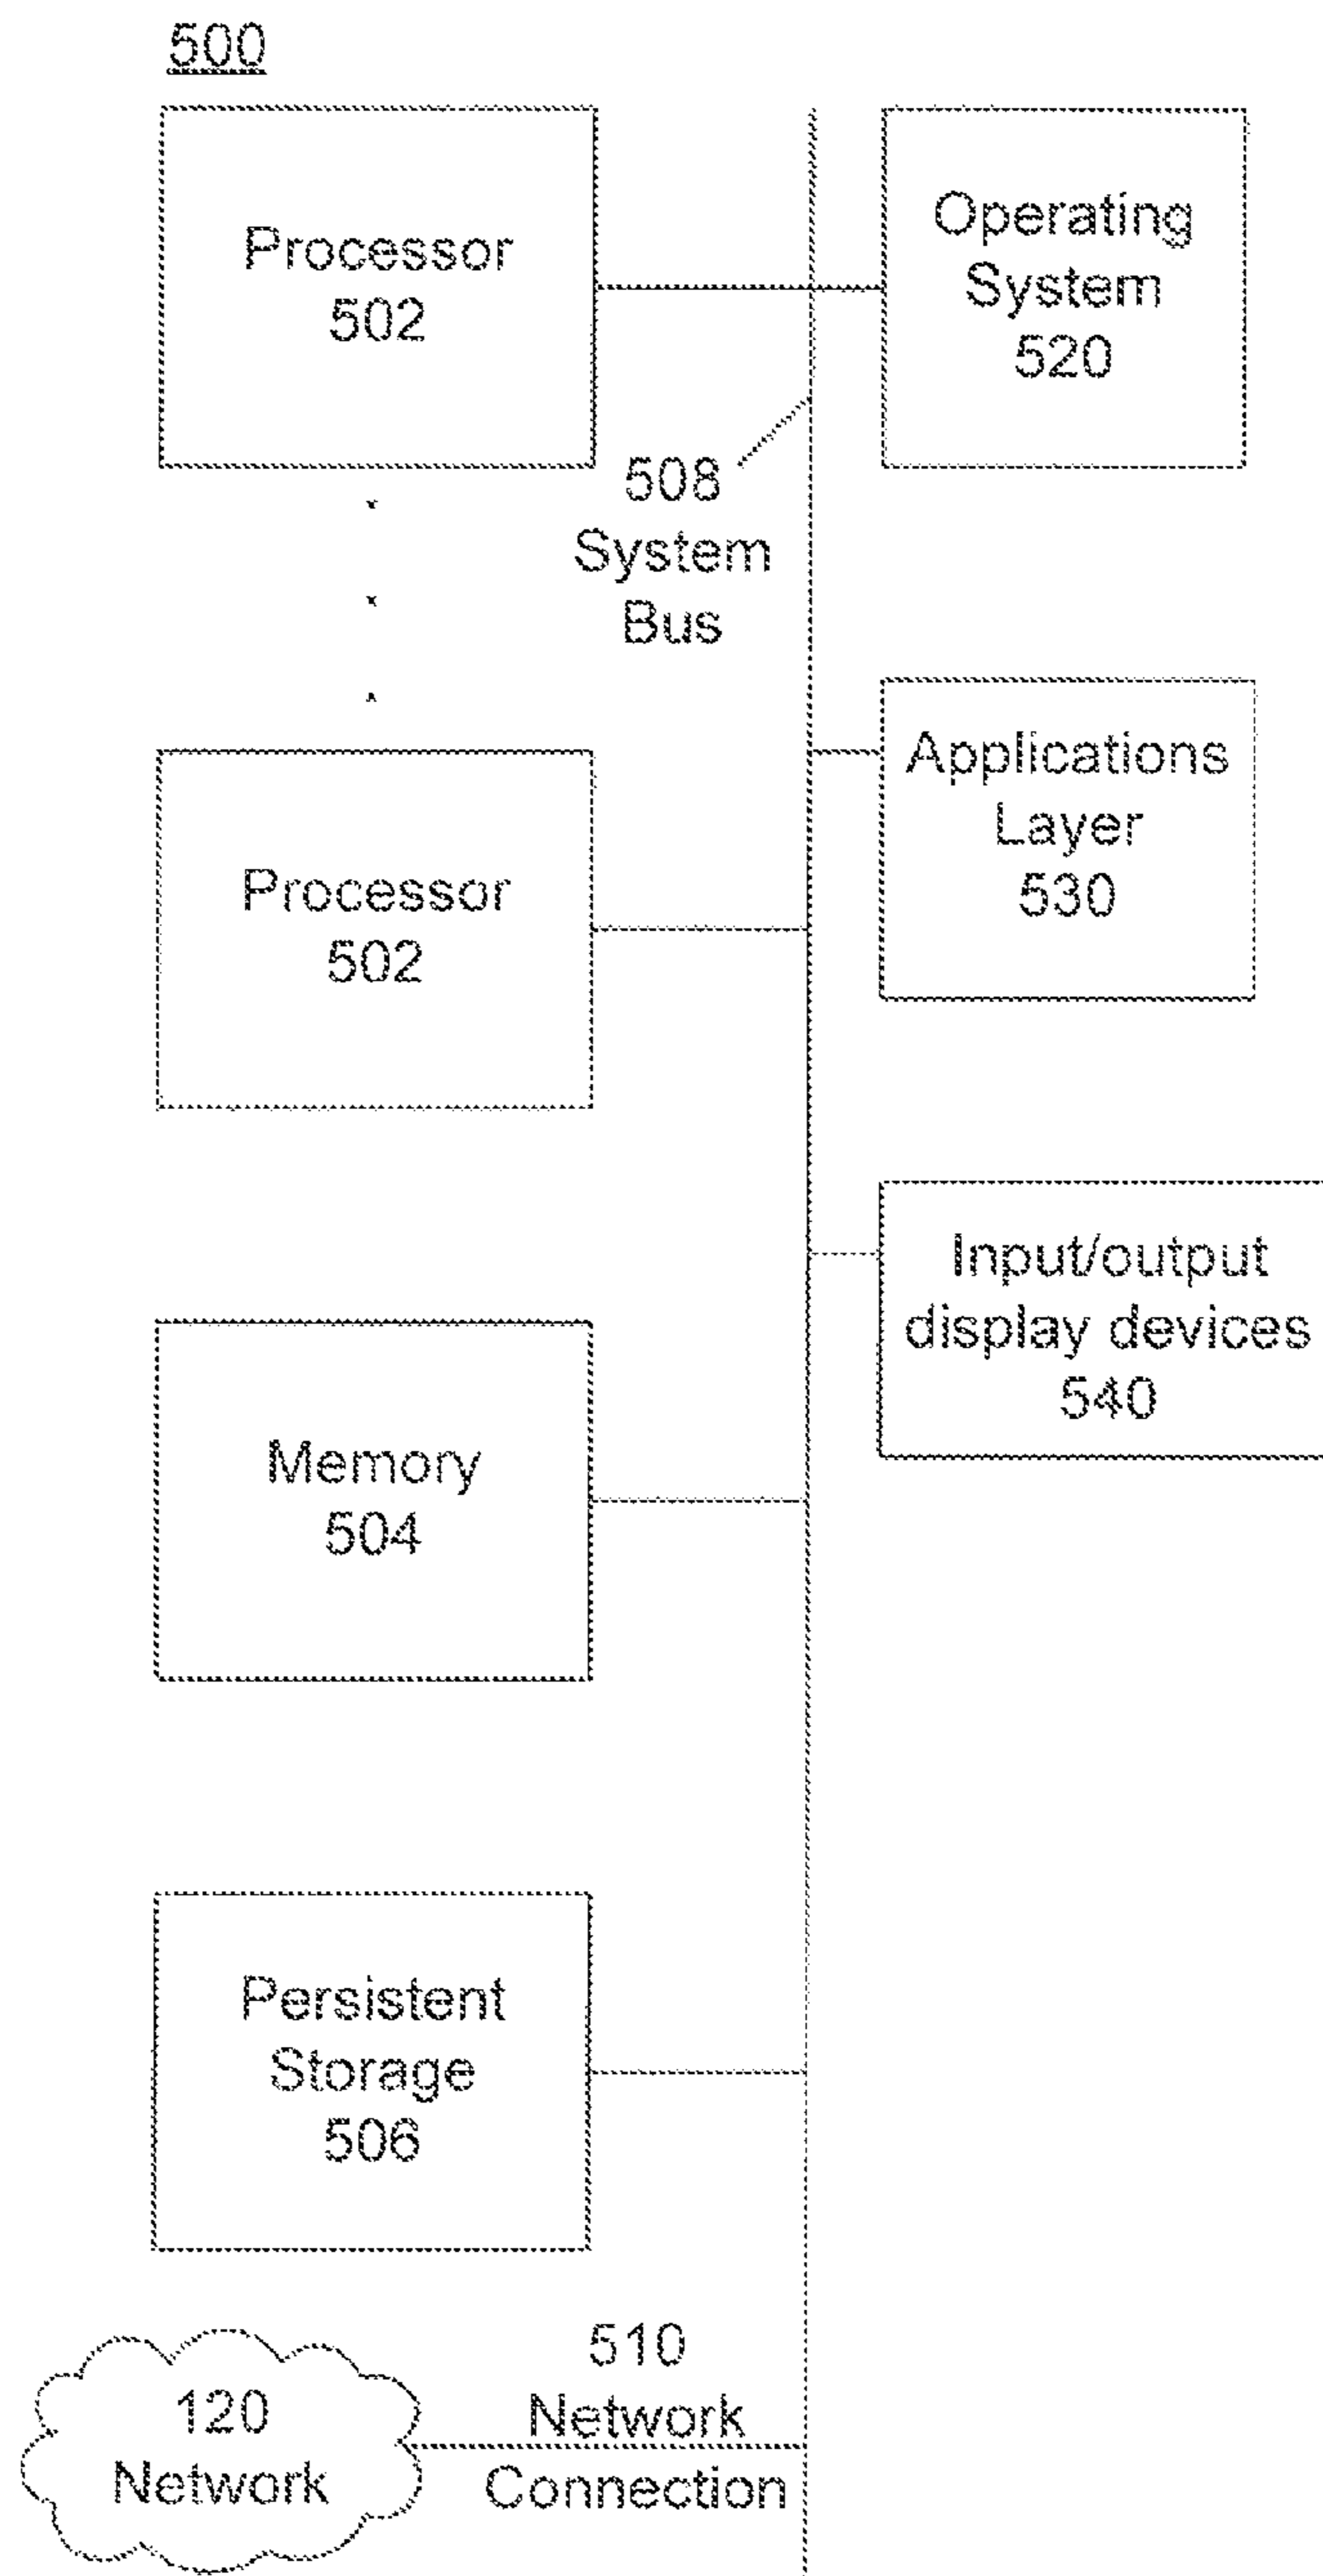 500
Processor
502
Operating
System
520
508
System
Bus
Applications
Layer
530
Processor
502
Input/output
display devices
540
Memory
504
Persistent
Storage
506
510
Network
Connection
120
Network